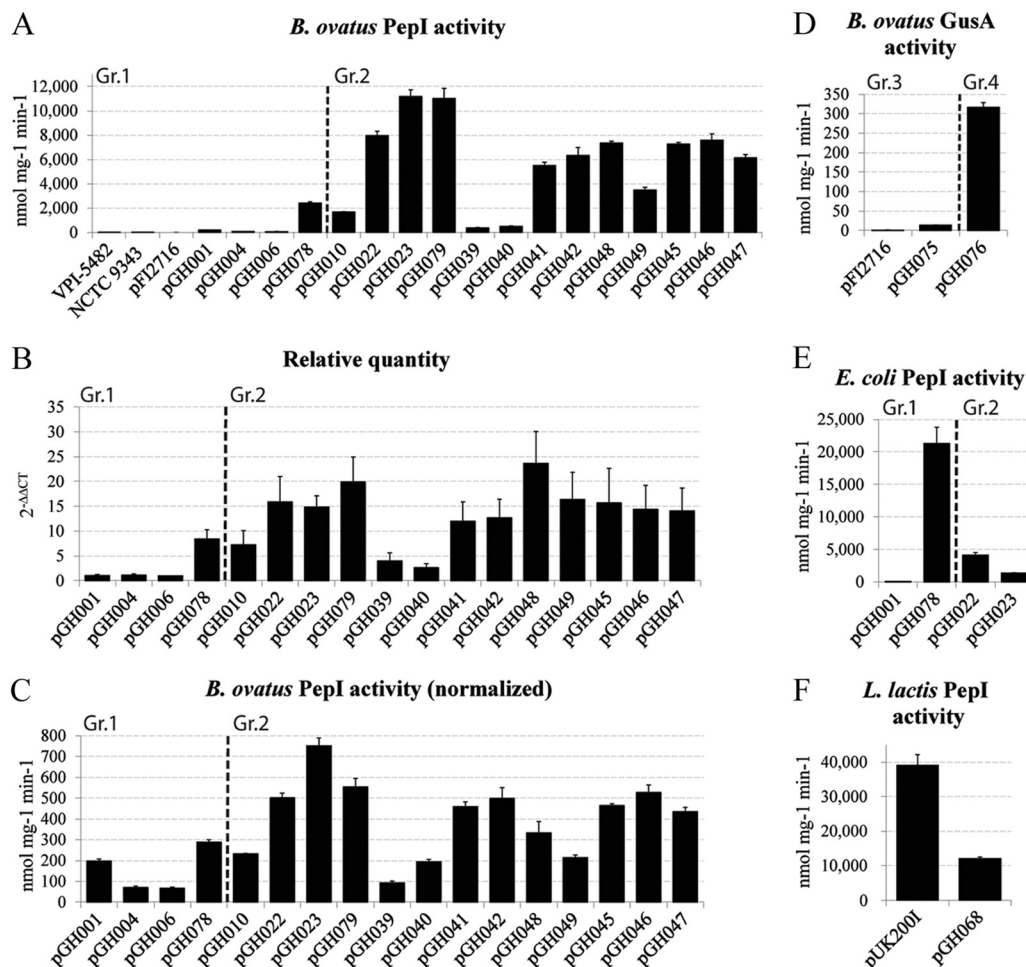 A
B. ovatus PepI activity
Gr.1
Gr.2
nmol mg-1 min-1
12,000
10,000
8,000
6,000
4,000
2,000
0
VPI-5482
NCTC 9343
pFI2716
pGH001
pGH004
pGH006
pGH078
pGH010
pGH022
pGH023
pGH079
pGH039
pGH040
pGH041
pGH042
pGH048
pGH049
pGH045
pGH046
pGH047
B
Relative quantity
Gr.1
Gr.2
2-ΔΔCT
35
30
25
20
15
10
5
0
pGH001
pGH004
pGH006
pGH078
pGH010
pGH022
pGH023
pGH079
pGH039
pGH040
pGH041
pGH042
pGH048
pGH049
pGH045
pGH046
pGH047
C
B. ovatus PepI activity (normalized)
Gr.1
Gr.2
nmol mg-1 min-1
800
700
600
500
400
300
200
100
0
pGH001
pGH004
pGH006
pGH078
pGH010
pGH022
pGH023
pGH079
pGH039
pGH040
pGH041
pGH042
pGH048
pGH049
pGH045
pGH046
pGH047
D
B. ovatus GusA
activity
Gr.3
Gr.4
nmol mg-1 min-1
350
300
250
200
150
100
50
0
pFI2716
pGH075
pGH076
E
E. coli PepI activity
Gr.1
Gr.2
nmol mg-1 min-1
25,000
20,000
15,000
10,000
5,000
0
pGH001
pGH078
pGH022
pGH023
F
L. lactis PepI
activity
nmol mg-1 min-1
40,000
30,000
20,000
10,000
0
pUK200I
pGH068